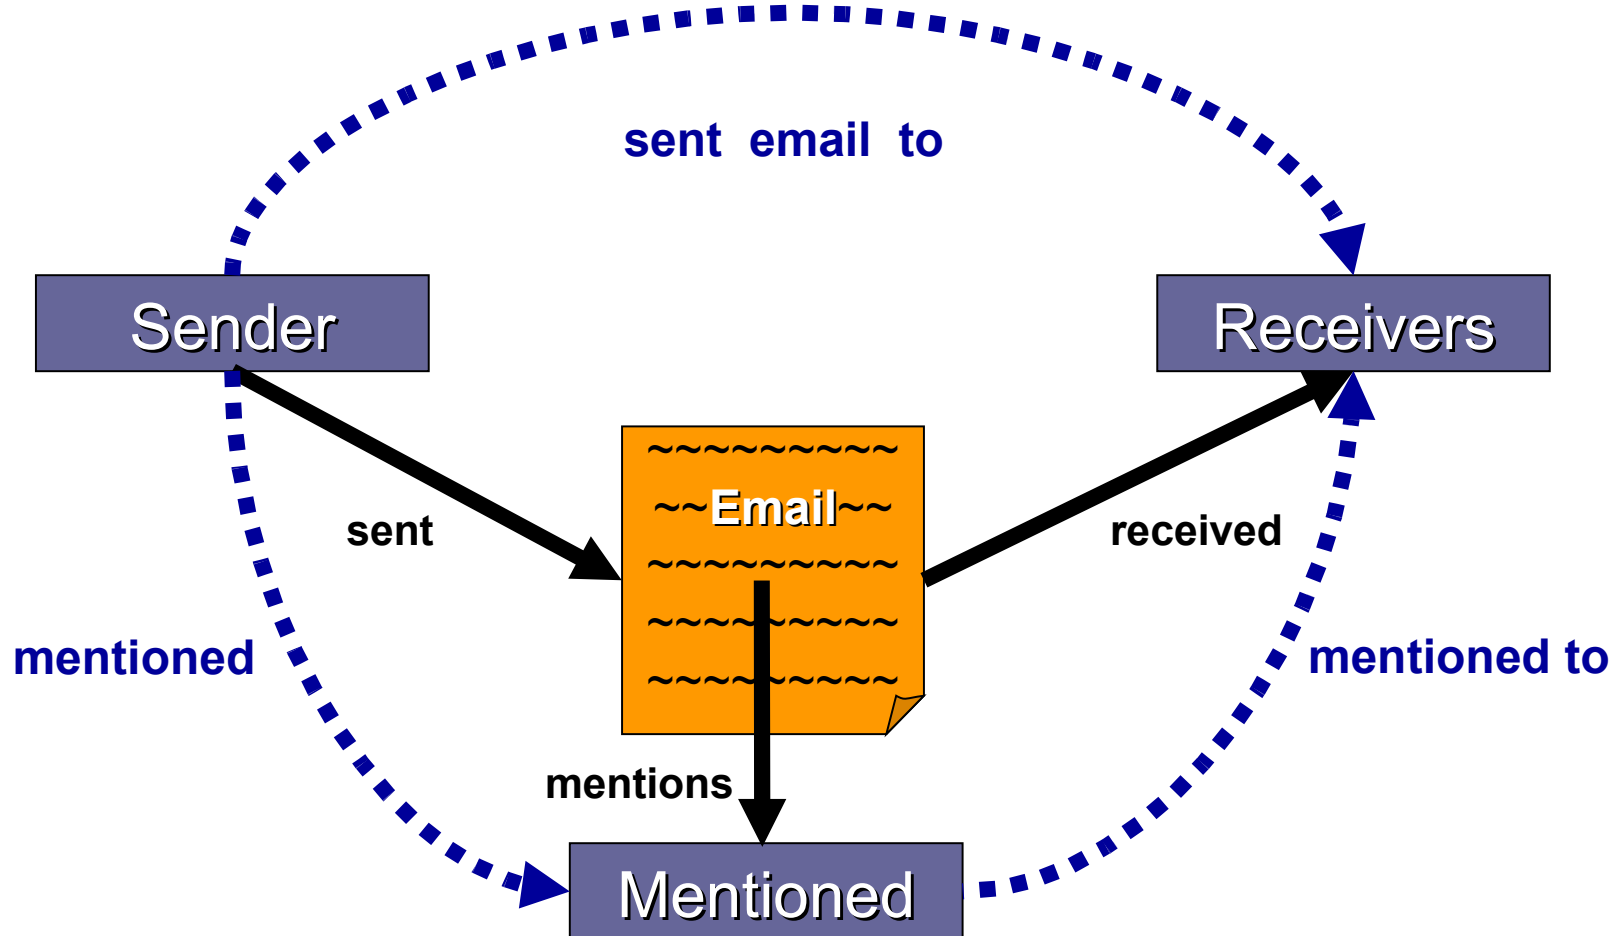 sent email to
Sender
Receivers
~~~~~~~~~
~~Email~~
sent
received
~~~~~~~~~
~~~~~~~~~
mentioned
mentioned to
~~~~~~~~~
mentions
Mentioned